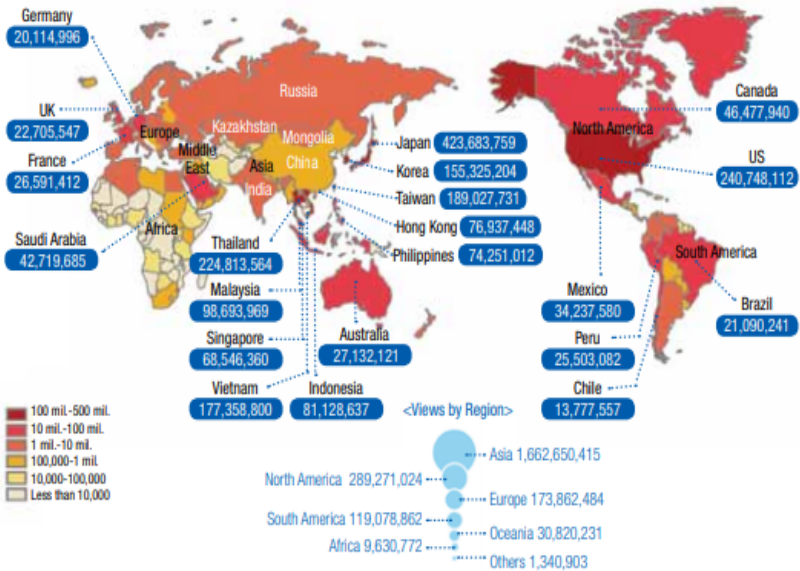 Germany
20,114,996
UK
22,705,547
France
26,591,412
Saudi Arabia
42,719,685
Europe
Middle
East
Africa
Russia
Kazakhstan
Mongolia
Asia
China
India
Japan 423,683,759
Korea 155,325,204
Taiwan 189,027,731
Hong Kong 76,937,448
Philippines 74,251,012
Thailand
224,813,564
Malaysia
98,693,969
Singapore
68,546,360
Vietnam
177,358,800
Indonesia
81,128,637
Australia
27,132,121
North America
Canada
46,477,940
US
240,748,112
South America
Mexico
34,237,580
Peru
25,503,082
Chile
13,777,557
Brazil
21,090,241
100 mil.-500 mil.
10 mil.-100 mil.
1 mil.-10 mil.
100,000-1 mil.
10,000-100,000
Less than 10,000
<Views by Region>
Asia 1,662,650,415
North America 289,271,024
Europe 173,862,484
South America 119,078,862
Oceania 30,820,231
Africa 9,630,772
Others 1,340,903